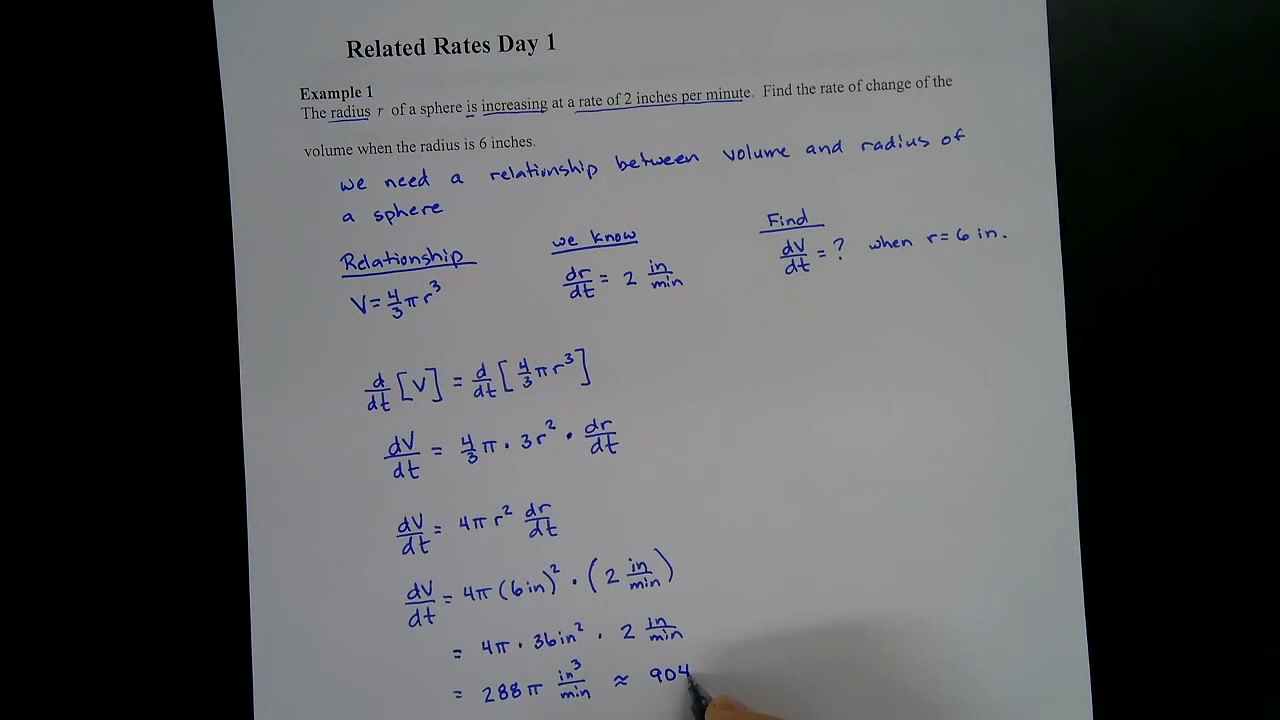 Related Rates Day 1
Example 1
The radius r of a sphere is increasing at a rate of 2 inches per minute. Find the rate of change of the
volume when the radius is 6 inches.
we need a relationship between volume and radius of
a sphere
Relationship we know Find
V = 4/3 π r³ dr/dt = 2 in/min dV/dt = ? when r = 6 in.
d/dt [V] = d/dt [4/3 π r³]
dV/dt = 4/3 π · 3r² · dr/dt
dV/dt = 4π r² dr/dt
dV/dt = 4π (6in)² · (2 in/min)
= 4π · 36in² · 2 in/min
= 288π in³/min ≈ 904